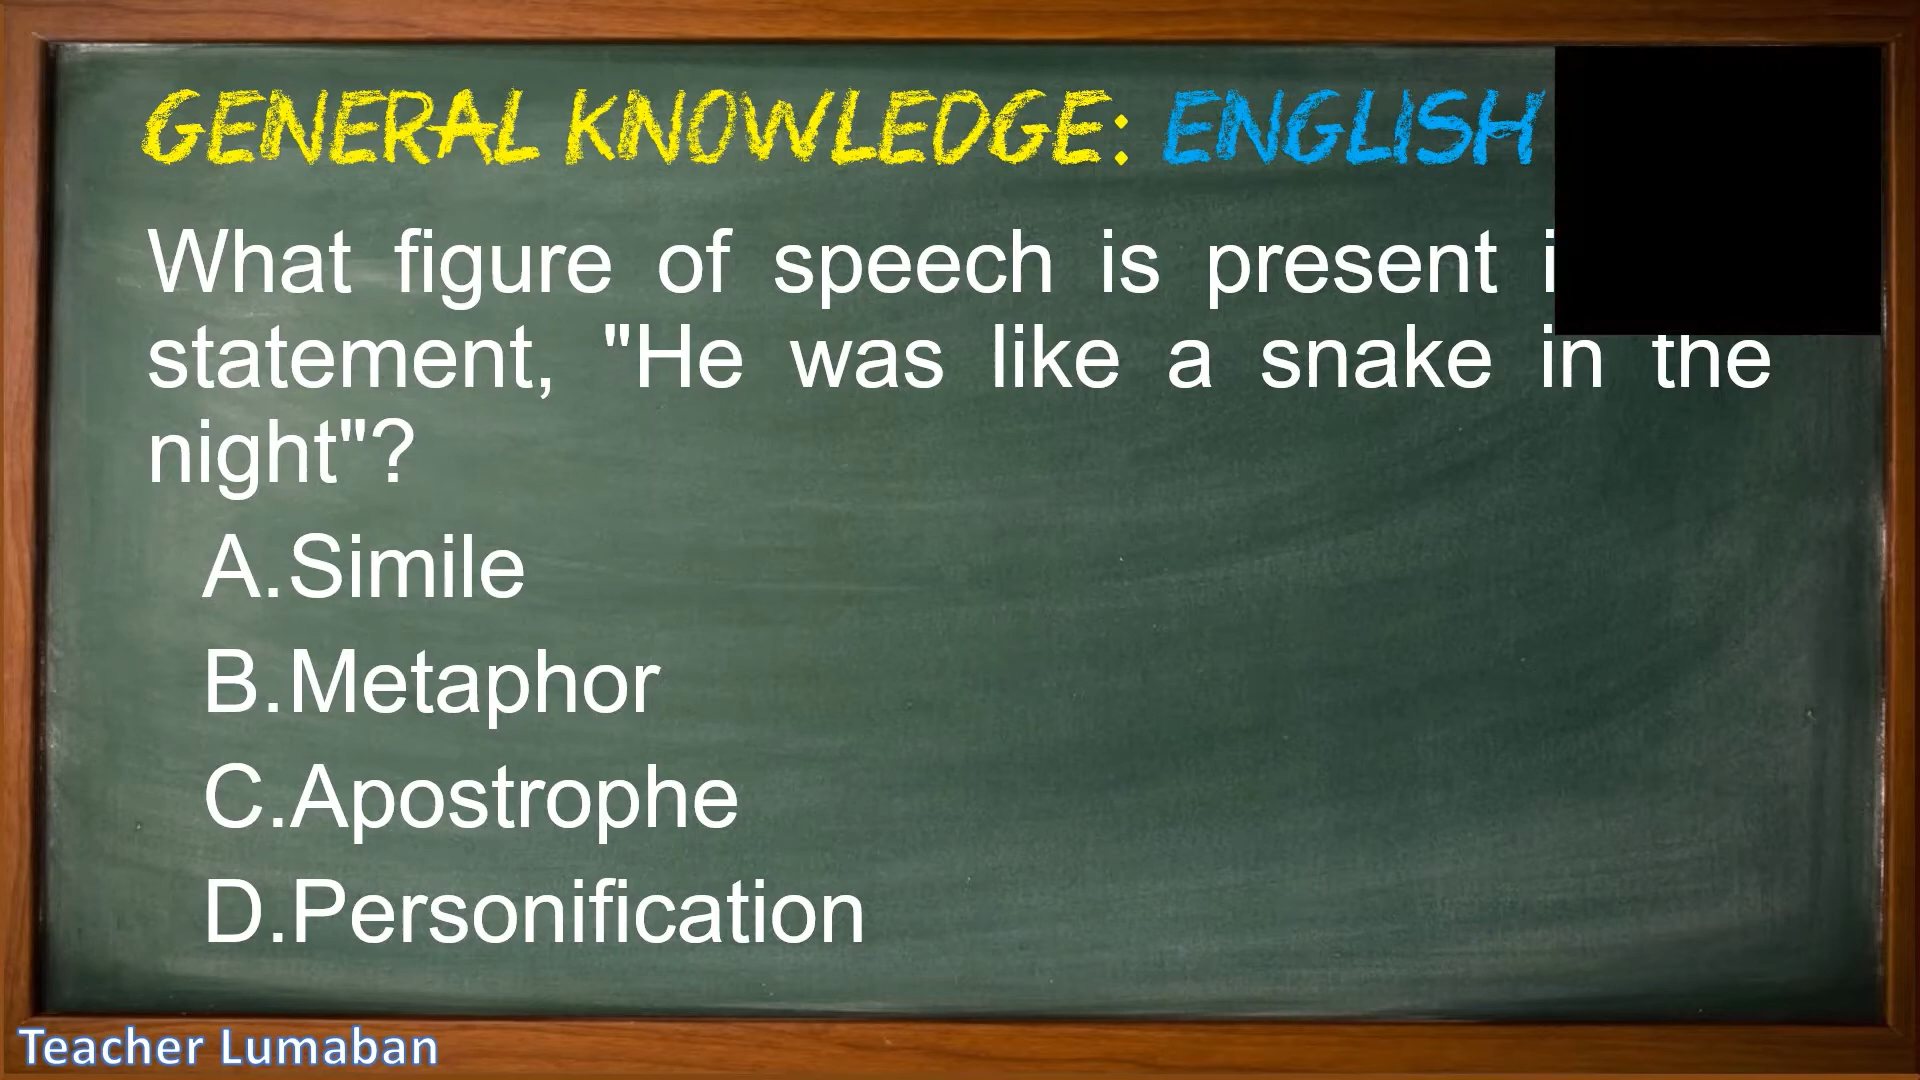 GENERAL KNOWLEDGE: ENGLISH
What figure of speech is present
statement, "He was like a snake in the
night"?
A.Simile
B.Metaphor
C.Apostrophe
D.Personification
Teacher Lumaban